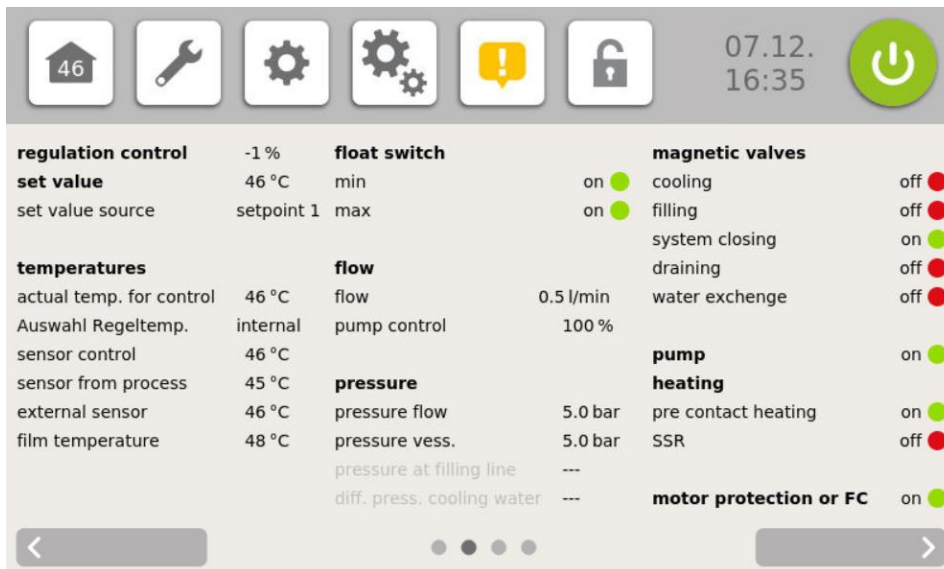 46
07.12.
16:35
regulation control -1 %
set value 46 °C
set value source setpoint 1
temperatures
actual temp. for control 46 °C
Auswahl Regeltemp. internal
sensor control 46 °C
sensor from process 45 °C
external sensor 46 °C
film temperature 48 °C
float switch
min on
max on
flow
flow 0.5 l/min
pump control 100 %
pressure
pressure flow 5.0 bar
pressure vess. 5.0 bar
pressure at filling line ---
diff. press. cooling water ---
magnetic valves
cooling off
filling off
system closing on
draining off
water exchenge off
pump on
heating
pre contact heating on
SSR off
motor protection or FC on